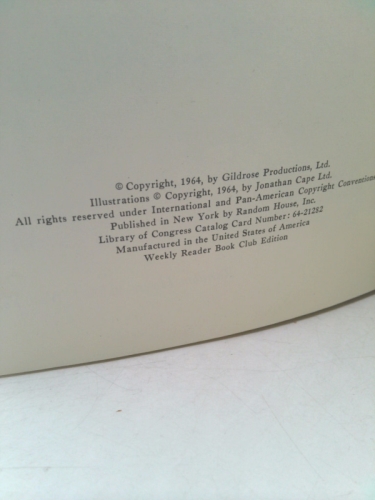 © Copyright, 1964, by Gildrose Productions, Ltd.
Illustrations © Copyright, 1964, by Jonathan Cape Ltd.
All rights reserved under International and Pan-American Copyright Conventions
Published in New York by Random House, Inc.
Library of Congress Catalog Card Number: 64-21282
Manufactured in the United States of America
Weekly Reader Book Club Edition